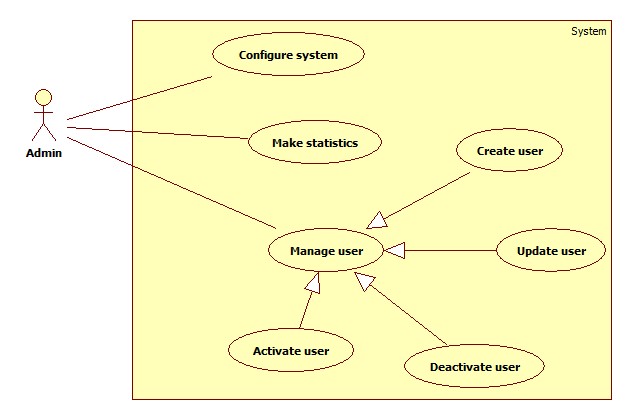 System
Configure system
Admin
Make statistics
Create user
Manage user
Update user
Activate user
Deactivate user